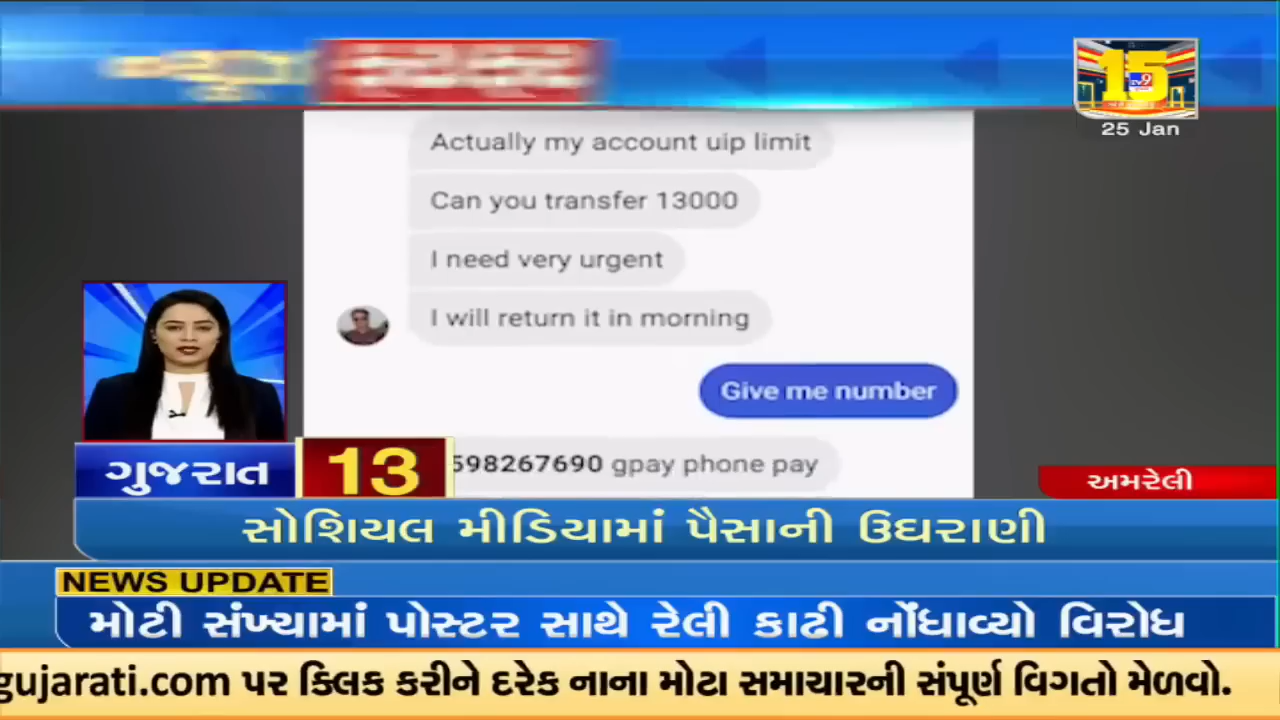 15
TV9
25 Jan
Actually my account uip limit
Can you transfer 13000
I need very urgent
I will return it in morning
Give me number
598267690 gpay phone pay
ગુજરાત
13
અમરેલી
સોશિયલ મીડિયામાં પૈસાની ઉઘરાણી
NEWS UPDATE
મોટી સંખ્યામાં પોસ્ટર સાથે રેલી કાઢી નોંધાવ્યો વિરોધ
gujarati.com પર ક્લિક કરીને દરેક નાના મોટા સમાચારની સંપૂર્ણ વિગતો મેળવો.